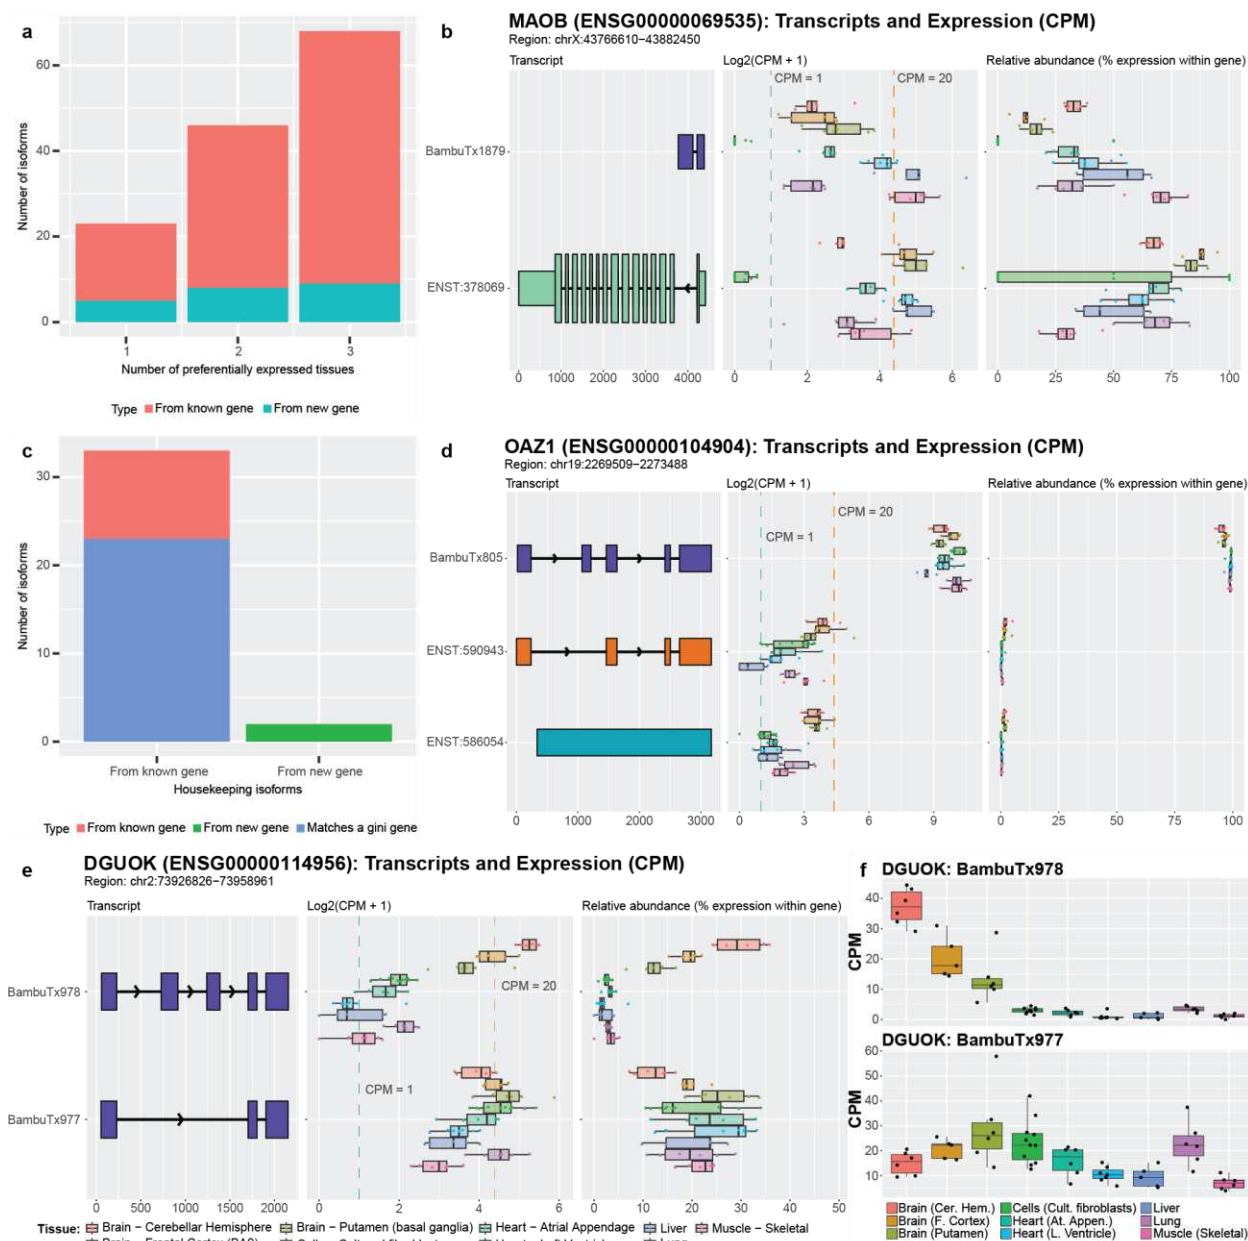 a
60
40
20
0
Number of isoforms
1
2
3
Number of preferentially expressed tissues
Type From known gene From new gene
b
MAOB (ENSG00000069535): Transcripts and Expression (CPM)
Region: chrX:43766610−43882450
Transcript
Log2(CPM + 1)
Relative abundance (% expression within gene)
CPM = 1
CPM = 20
BambuTx1879
ENST:378069
0 1000 2000 3000 4000
0 2 4 6
0 25 50 75 100
c
30
20
10
0
Number of isoforms
From known gene From new gene
Housekeeping isoforms
Type From known gene From new gene Matches a gini gene
d
OAZ1 (ENSG00000104904): Transcripts and Expression (CPM)
Region: chr19:2269509−2273488
Transcript
Log2(CPM + 1)
Relative abundance (% expression within gene)
CPM = 20
CPM = 1
BambuTx805
ENST:590943
ENST:586054
0 1000 2000 3000
0 3 6 9
0 25 50 75 100
e
DGUOK (ENSG00000114956): Transcripts and Expression (CPM)
Region: chr2:73926826−73958961
Transcript
Log2(CPM + 1)
Relative abundance (% expression within gene)
BambuTx978
CPM = 20
CPM = 1
BambuTx977
0 500 1000 1500 2000
0 2 4 6
0 10 20 30 40 50
Tissue: Brain − Cerebellar Hemisphere Brain − Putamen (basal ganglia) Heart − Atrial Appendage Liver Muscle − Skeletal
f
DGUOK: BambuTx978
CPM
40
30
20
10
0
DGUOK: BambuTx977
CPM
60
50
40
30
20
10
Brain (Cer. Hem.) Cells (Cult. fibroblasts) Liver
Brain (F. Cortex) Heart (At. Appen.) Lung
Brain (Putamen) Heart (L. Ventricle) Muscle (Skeletal)